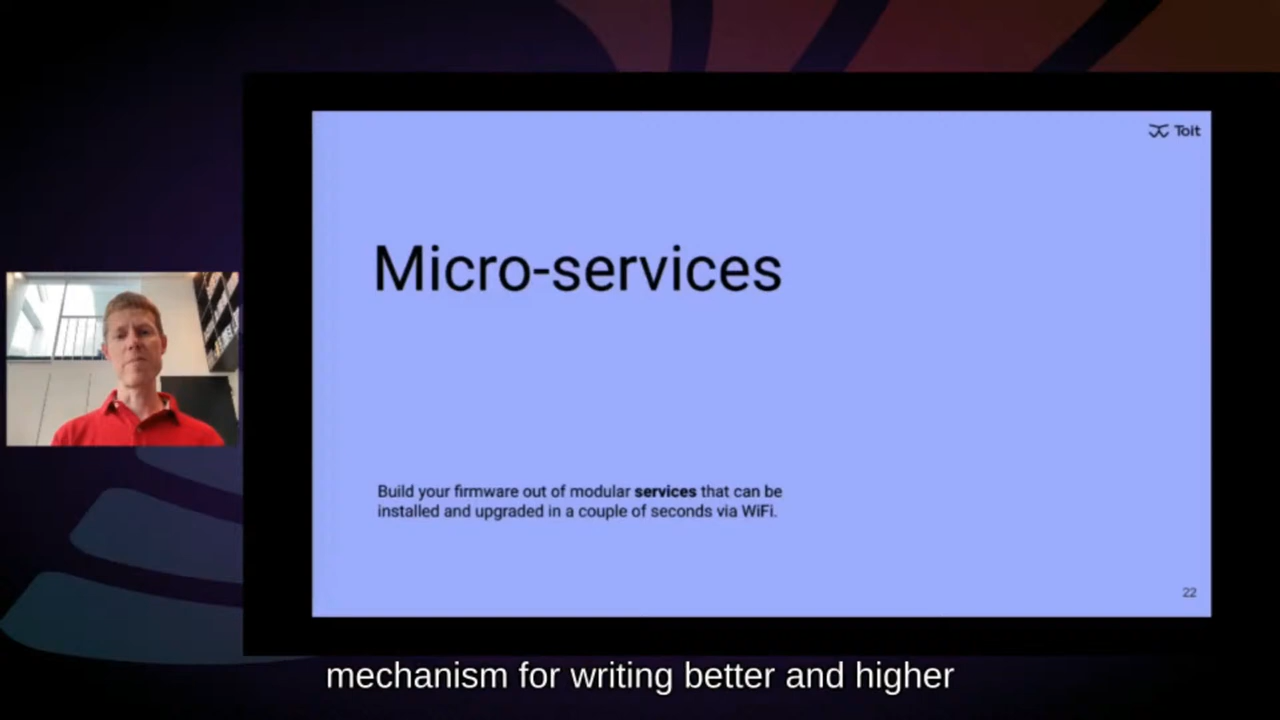 Toit
Micro-services
Build your firmware out of modular services that can be
installed and upgraded in a couple of seconds via WiFi.
22
mechanism for writing better and higher